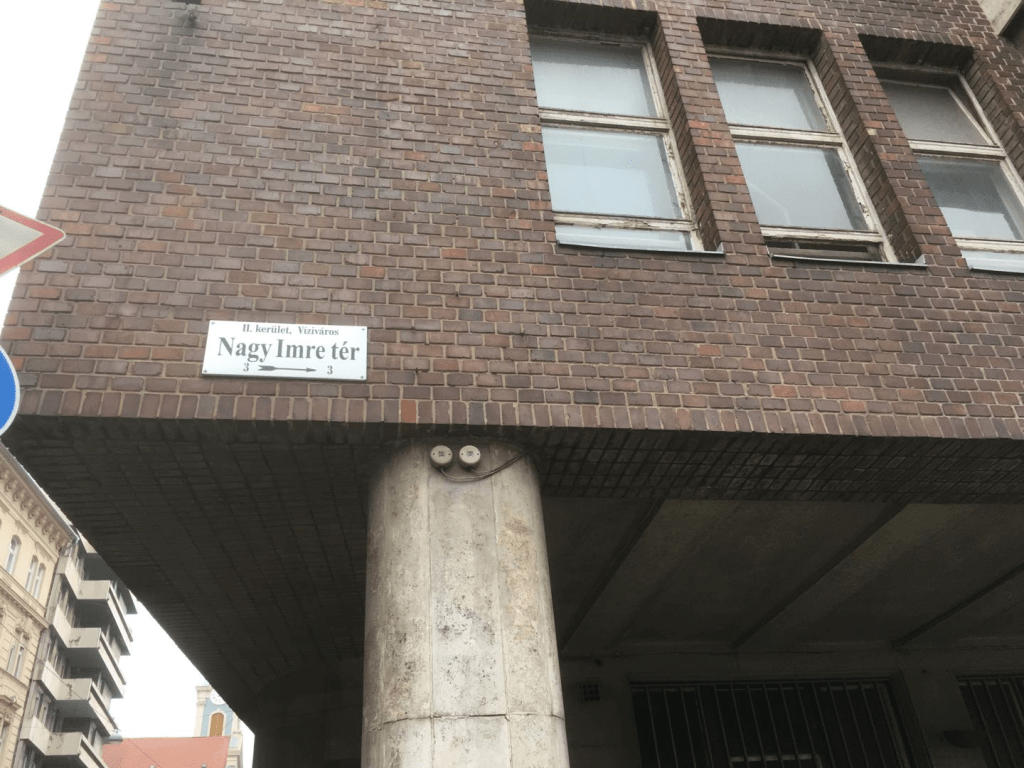 II. kerület, Víziváros
Nagy Imre tér
3 3